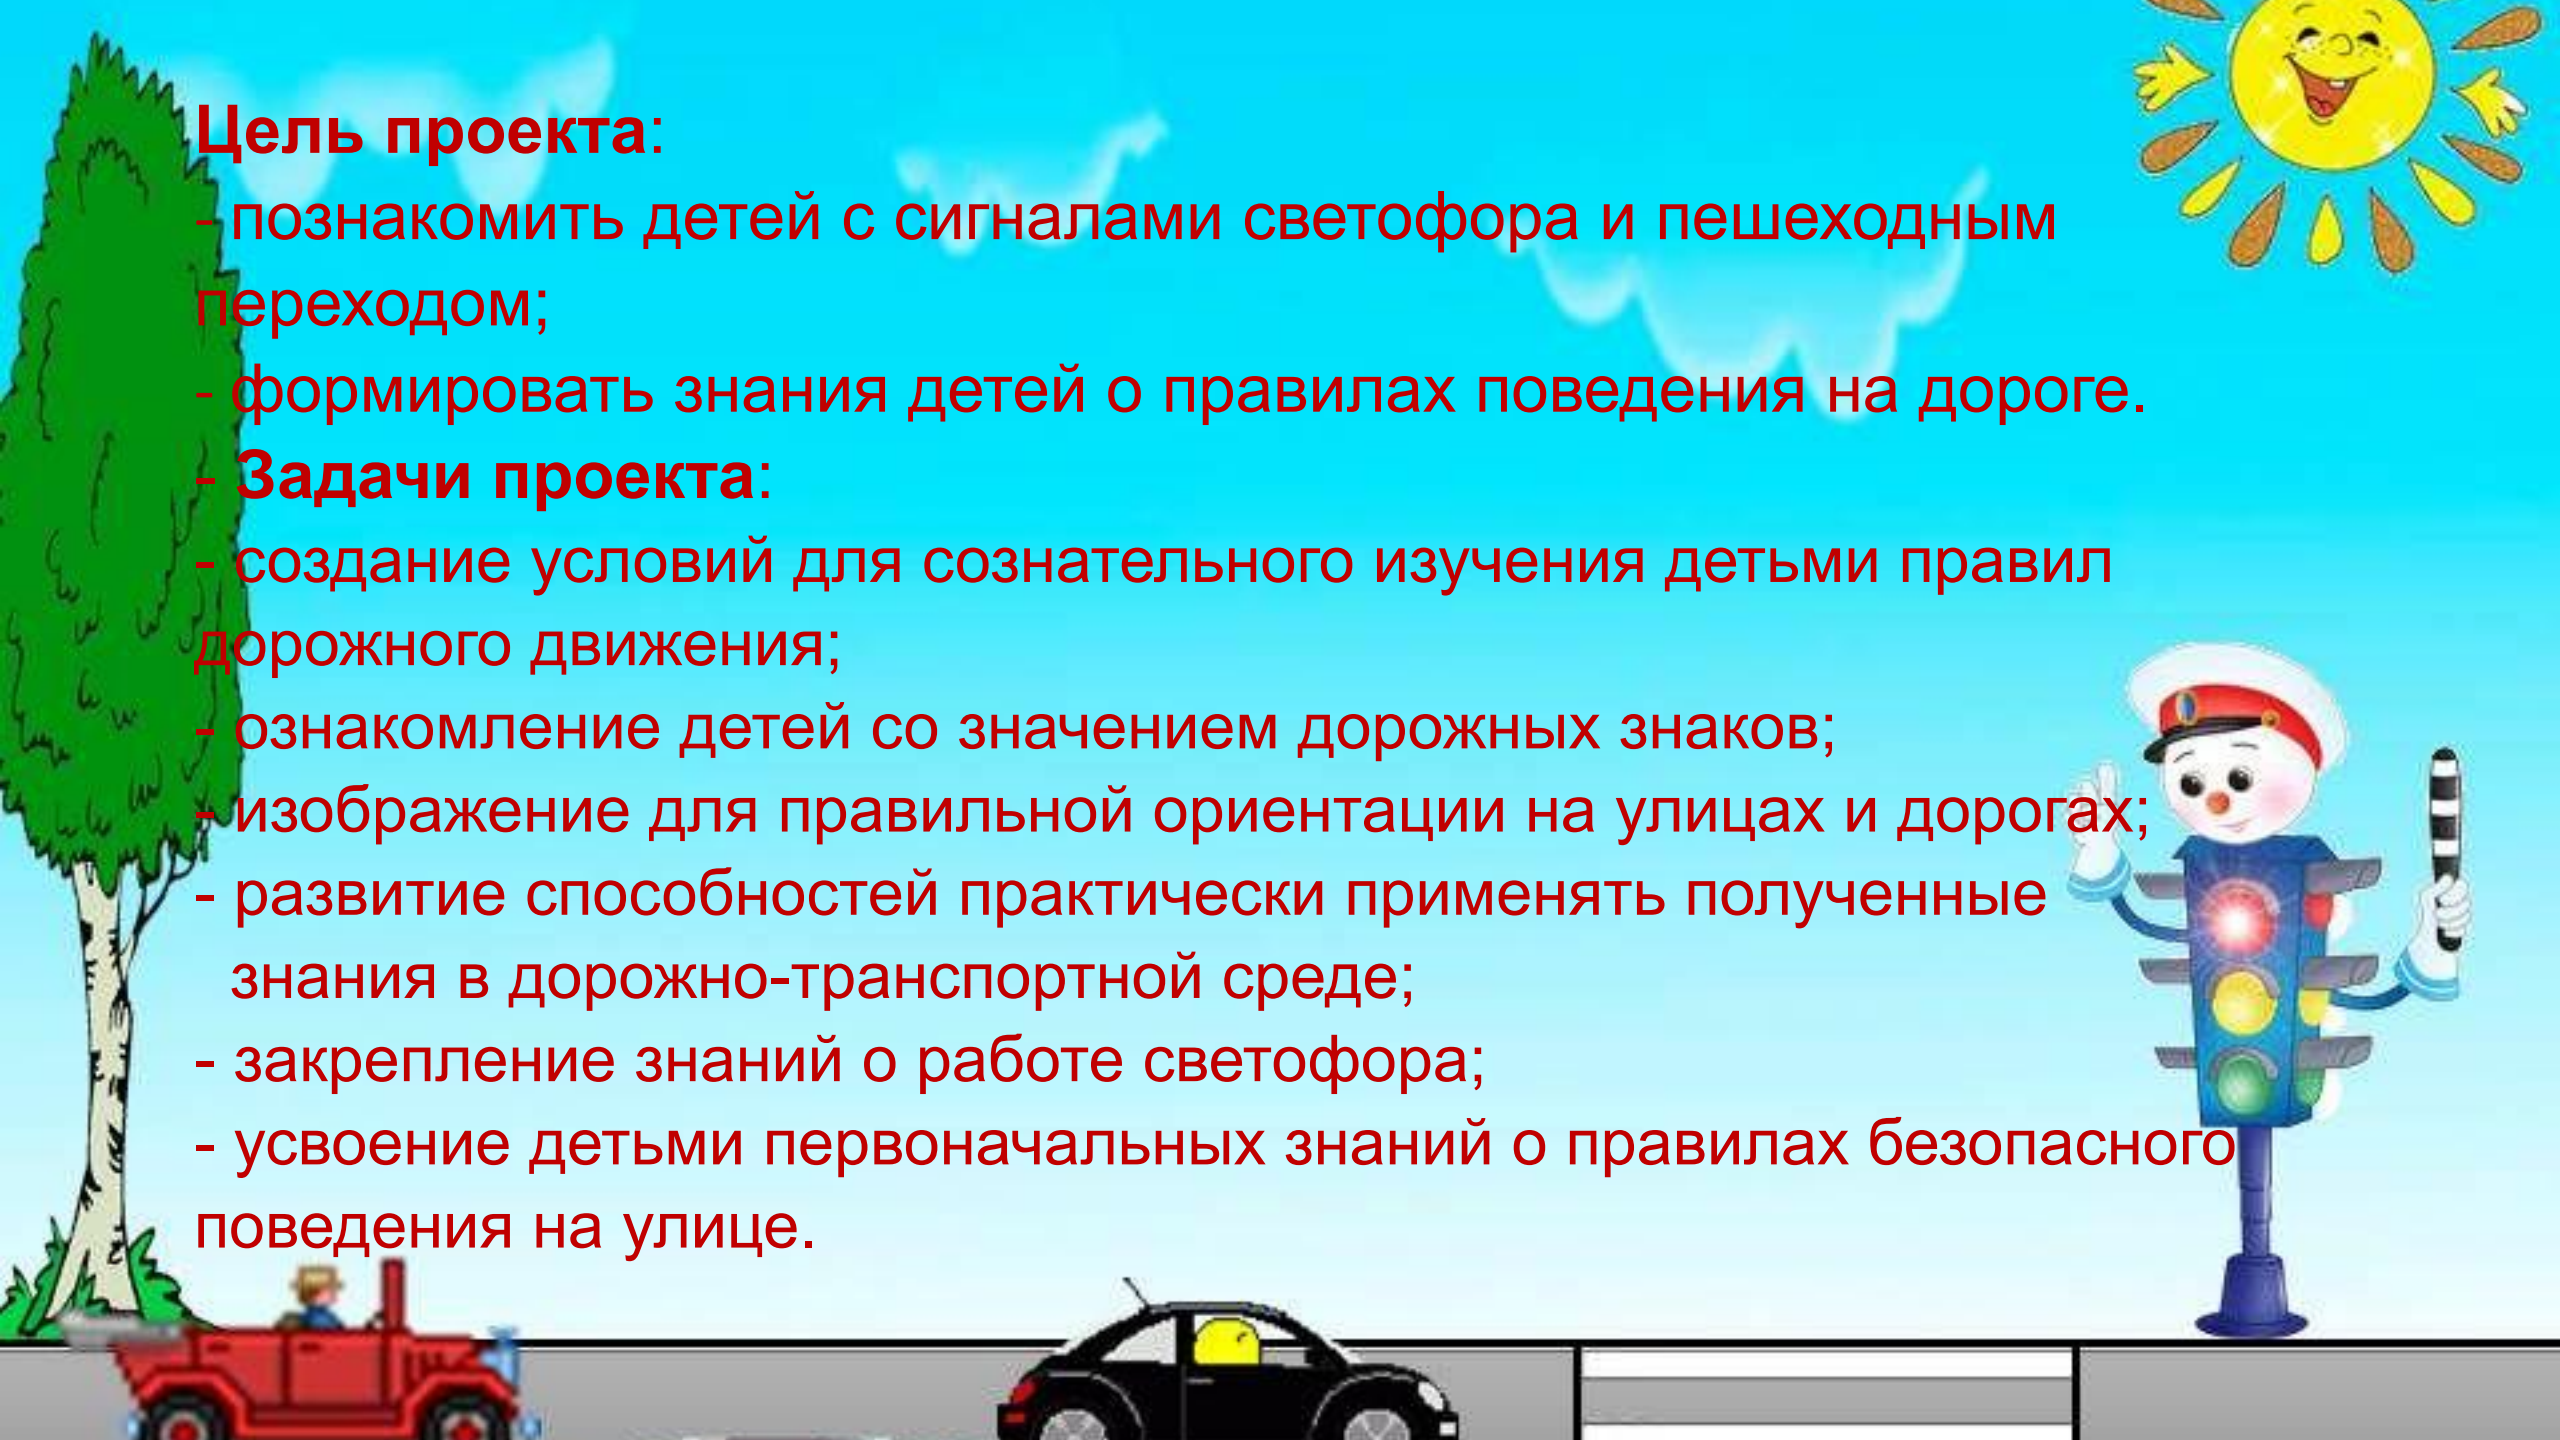 Цель проекта:
- познакомить детей с сигналами светофора и пешеходным
переходом;
- формировать знания детей о правилах поведения на дороге.
- Задачи проекта:
- создание условий для сознательного изучения детьми правил
дорожного движения;
- ознакомление детей со значением дорожных знаков;
- изображение для правильной ориентации на улицах и дорогах;
- развитие способностей практически применять полученные
знания в дорожно-транспортной среде;
- закрепление знаний о работе светофора;
- усвоение детьми первоначальных знаний о правилах безопасного
поведения на улице.